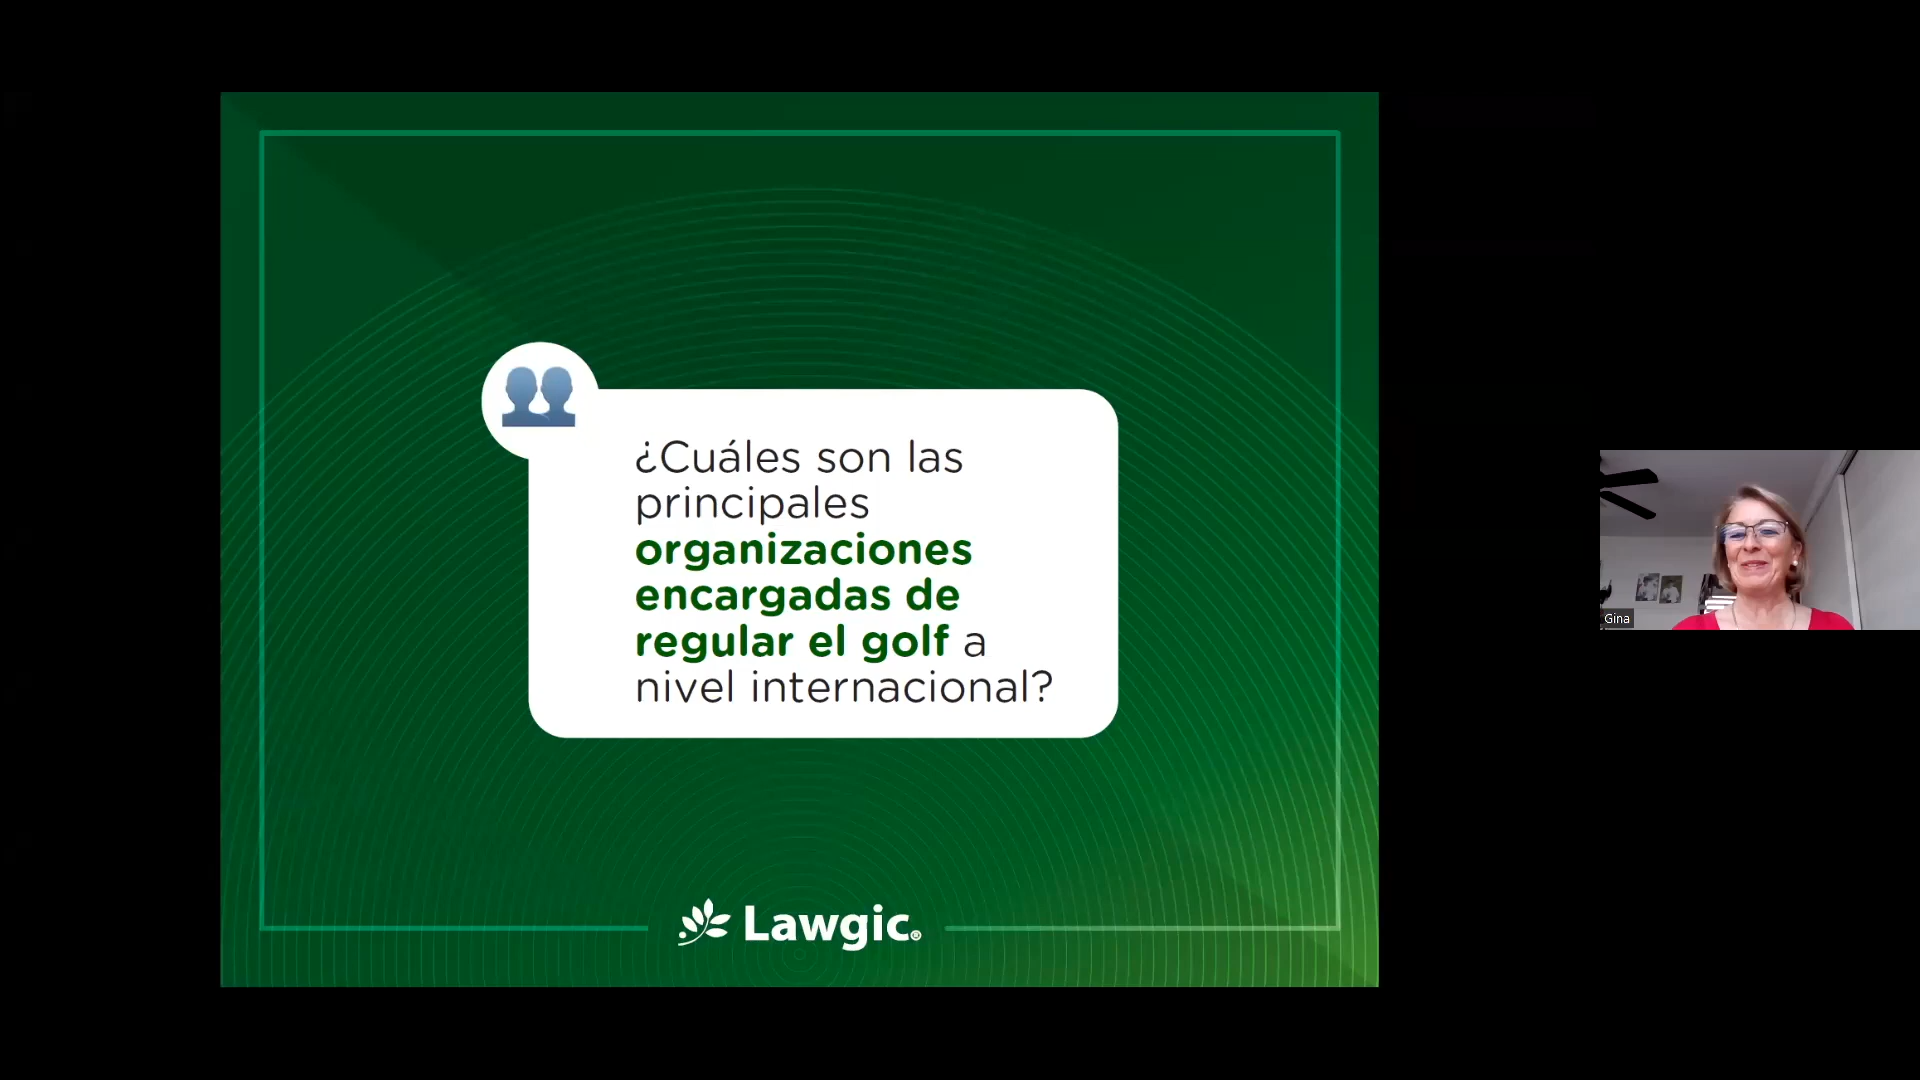 ¿Cuáles son las
principales
organizaciones
encargadas de
regular el golf a
nivel internacional?
Lawgic®
Gina